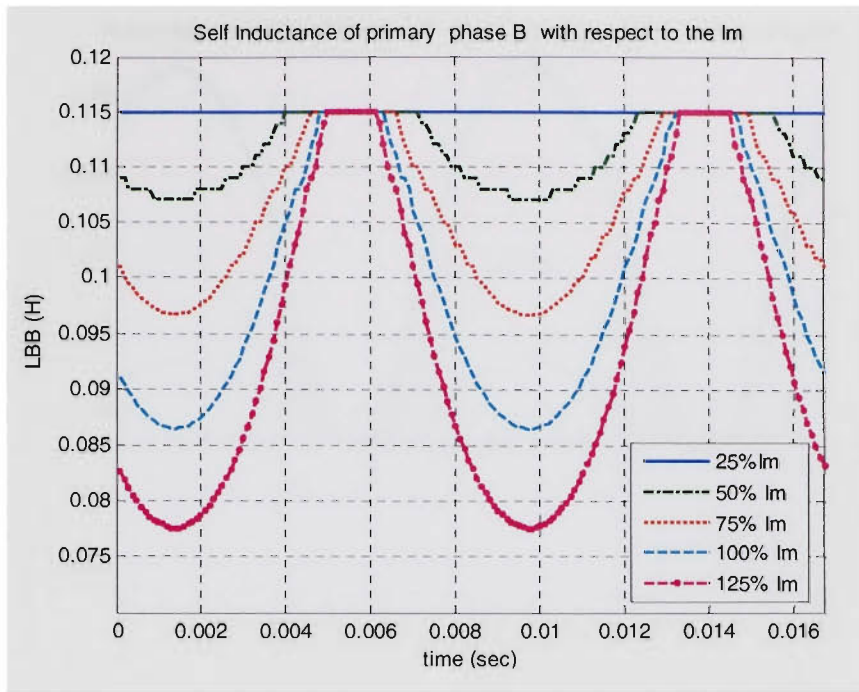 Self Inductance of primary phase B with respect to the Im
0.12
0.115
0.11
0.105
0.1
0.095
0.09
0.085
0.08
0.075
LBB (H)
25%Im
50% Im
75% Im
100% Im
125% Im
0 0.002 0.004 0.006 0.008 0.01 0.012 0.014 0.016
time (sec)